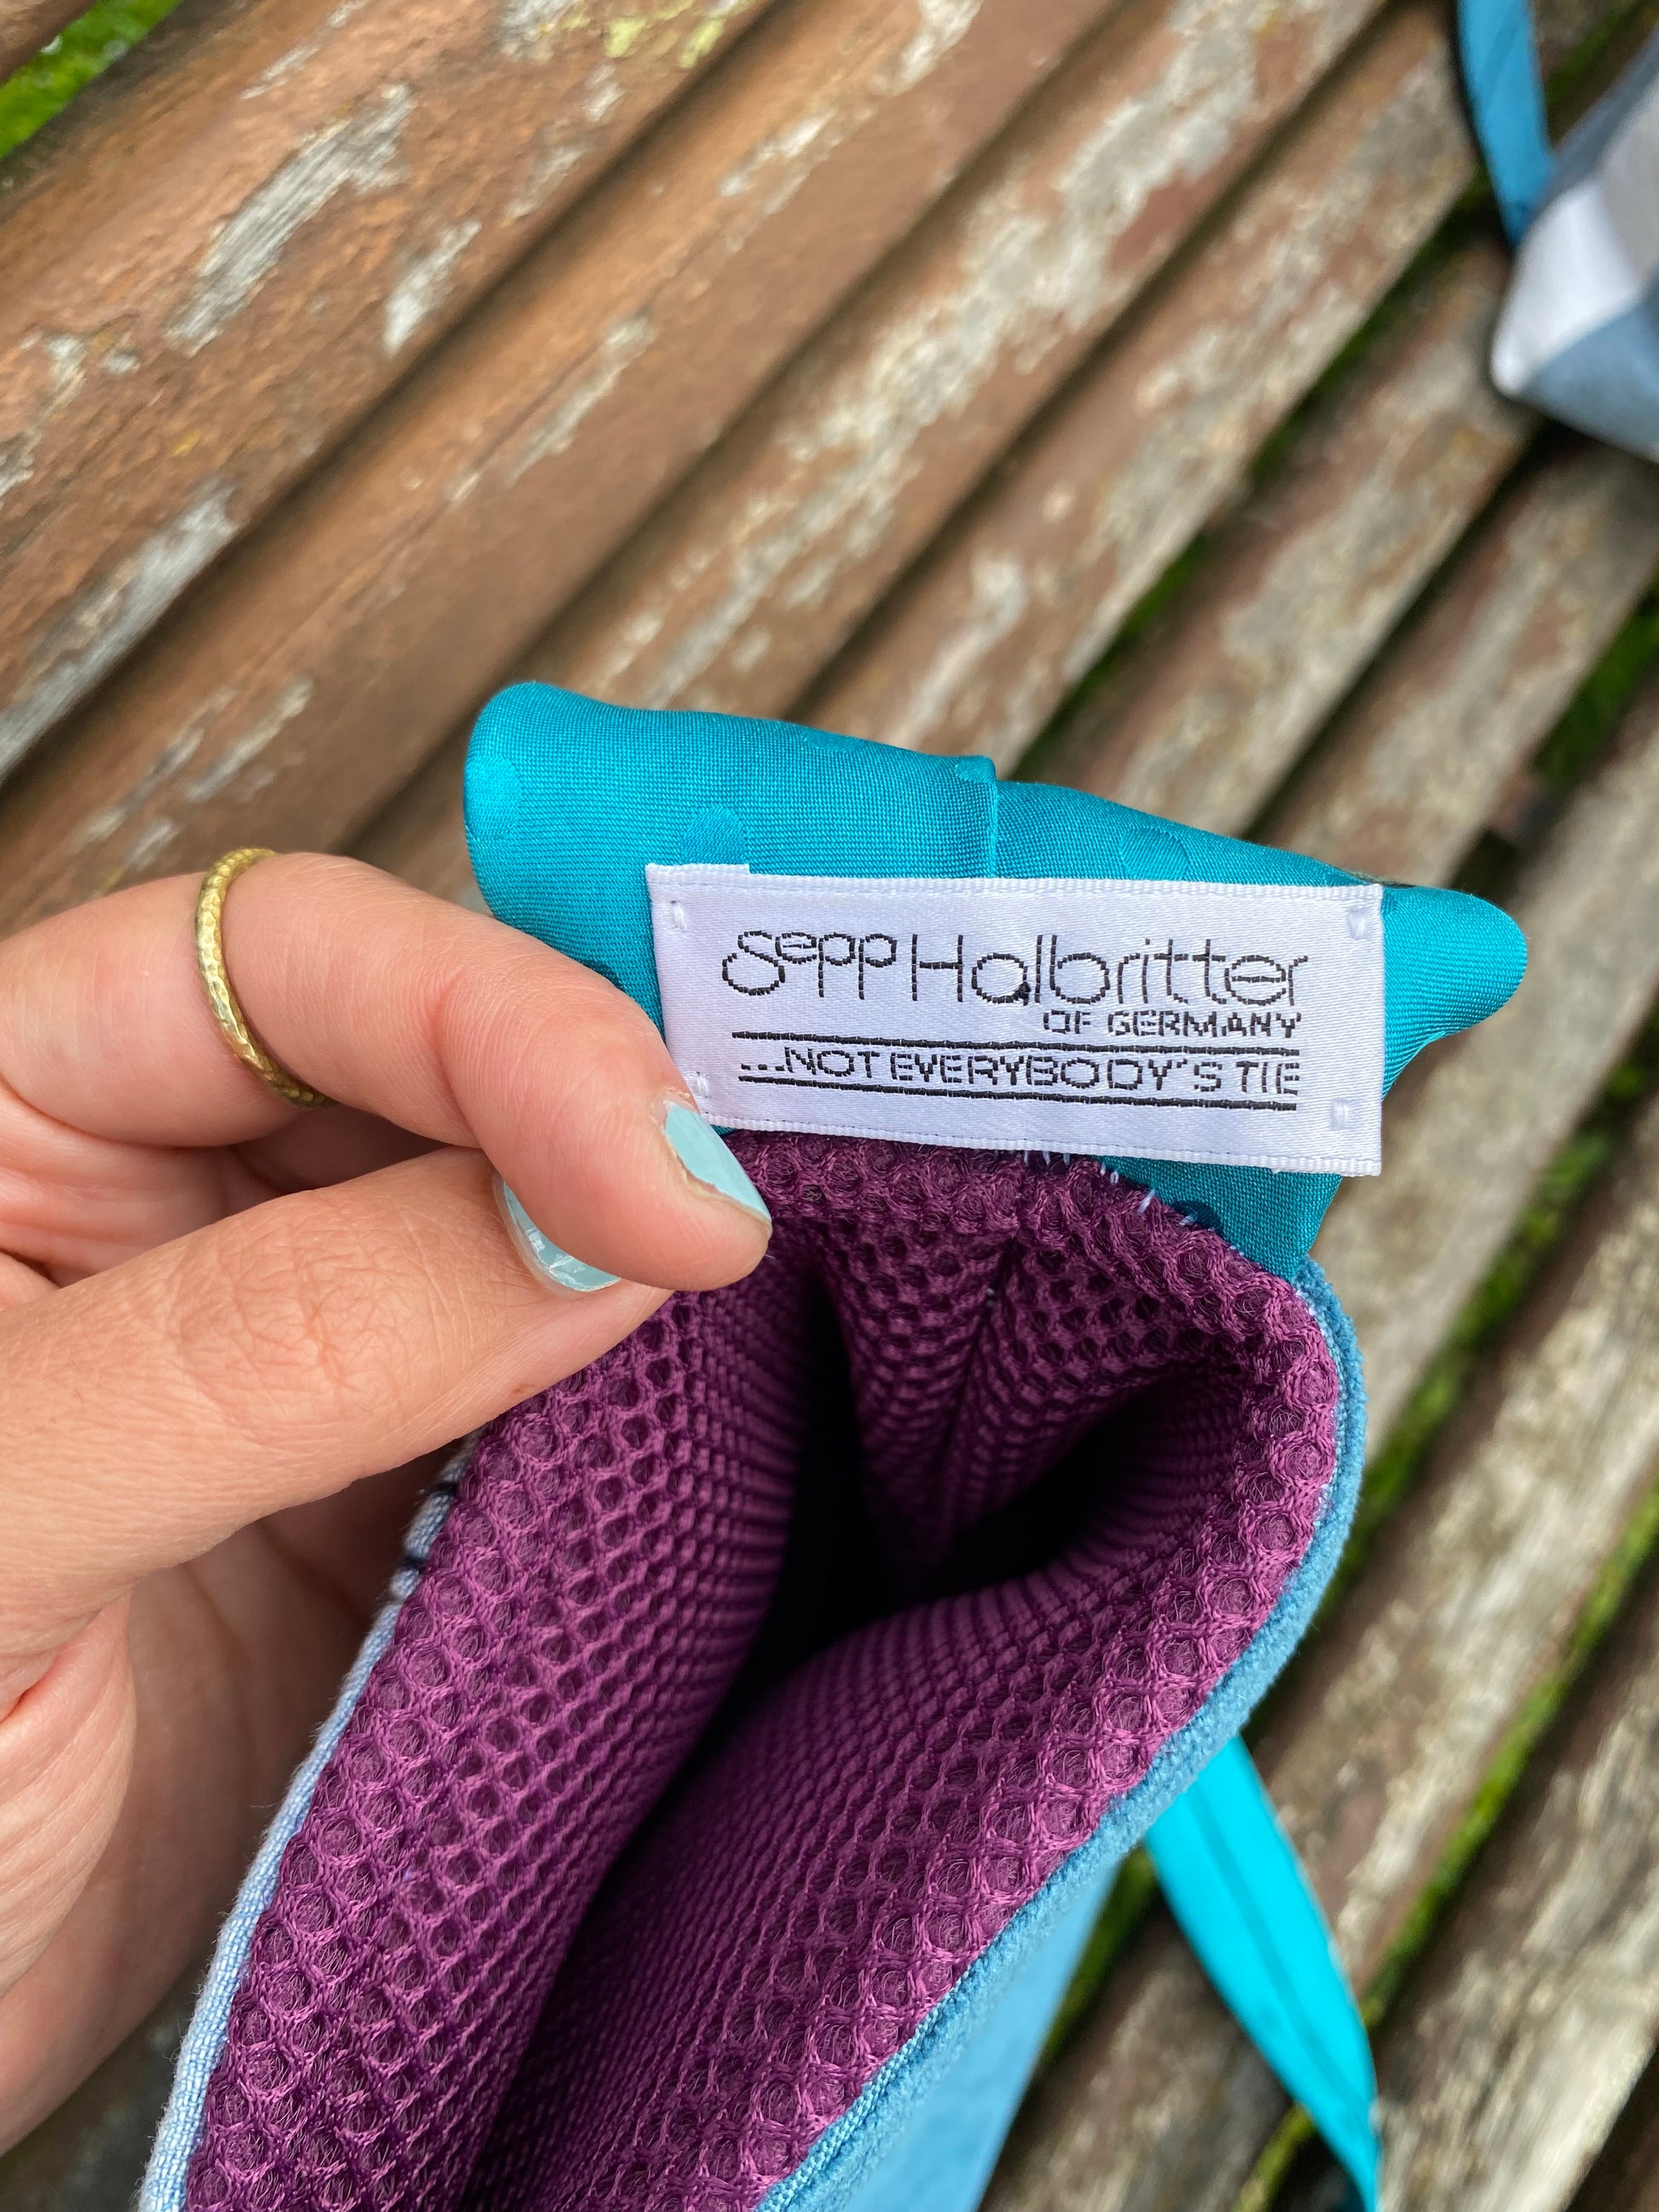 Sepp Halbritter
OF GERMANY
...NOT EVERYBODY'S TIE